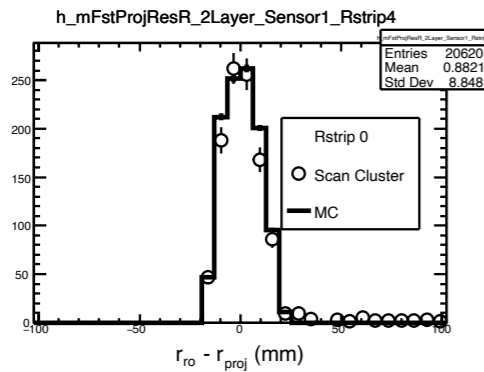 h_mFstProjResR_2Layer_Sensor1_Rstrip4
Entries 20620
Mean 0.8821
Std Dev 8.848
250
200
150
100
50
0
Rstrip 0
Scan Cluster
MC
-100 -50 0 50 100
r_ro - r_proj (mm)